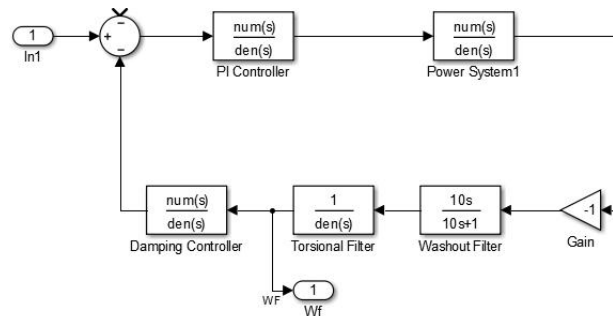 1
In1
+
−
−
num(s)
den(s)
PI Controller
num(s)
den(s)
Power System1
num(s)
den(s)
Damping Controller
1
den(s)
Torsional Filter
10s
10s+1
Washout Filter
-1
Gain
WF
1
Wf